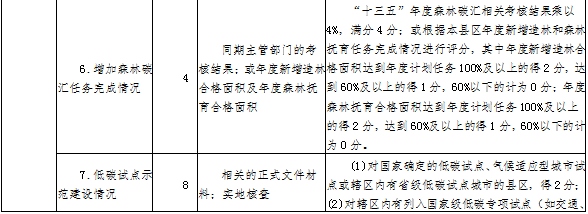 6.增加森林碳
汇任务完成情况
4
同期主管部门的考
核结果；或年度新增造林
合格面积及年度森林抚
育合格面积
“十三五”年度森林碳汇相关考核结果乘以
4%，满分 4 分；或根据本县区年度新增造林和森林
抚育任务完成情况进行评分，其中年度新增造林合
格面积达到年度计划任务 100%及以上的得 2 分，达
到 60%及以上的得 1 分，60%以下的计为 0 分；年度
森林抚育合格面积达到年度计划任务 100%及以上
的得 2 分，达到 60%及以上的得 1 分，60%以下的计
为 0 分。
7.低碳试点示
范建设情况
8
相关的正式文件材
料；实地核查
(1)对国家确定的低碳试点、气候适应型城市试
点或辖区内有省级低碳试点城市的县区，得 2 分；
(2)对辖区内有列入国家级低碳专项试点（如交通、